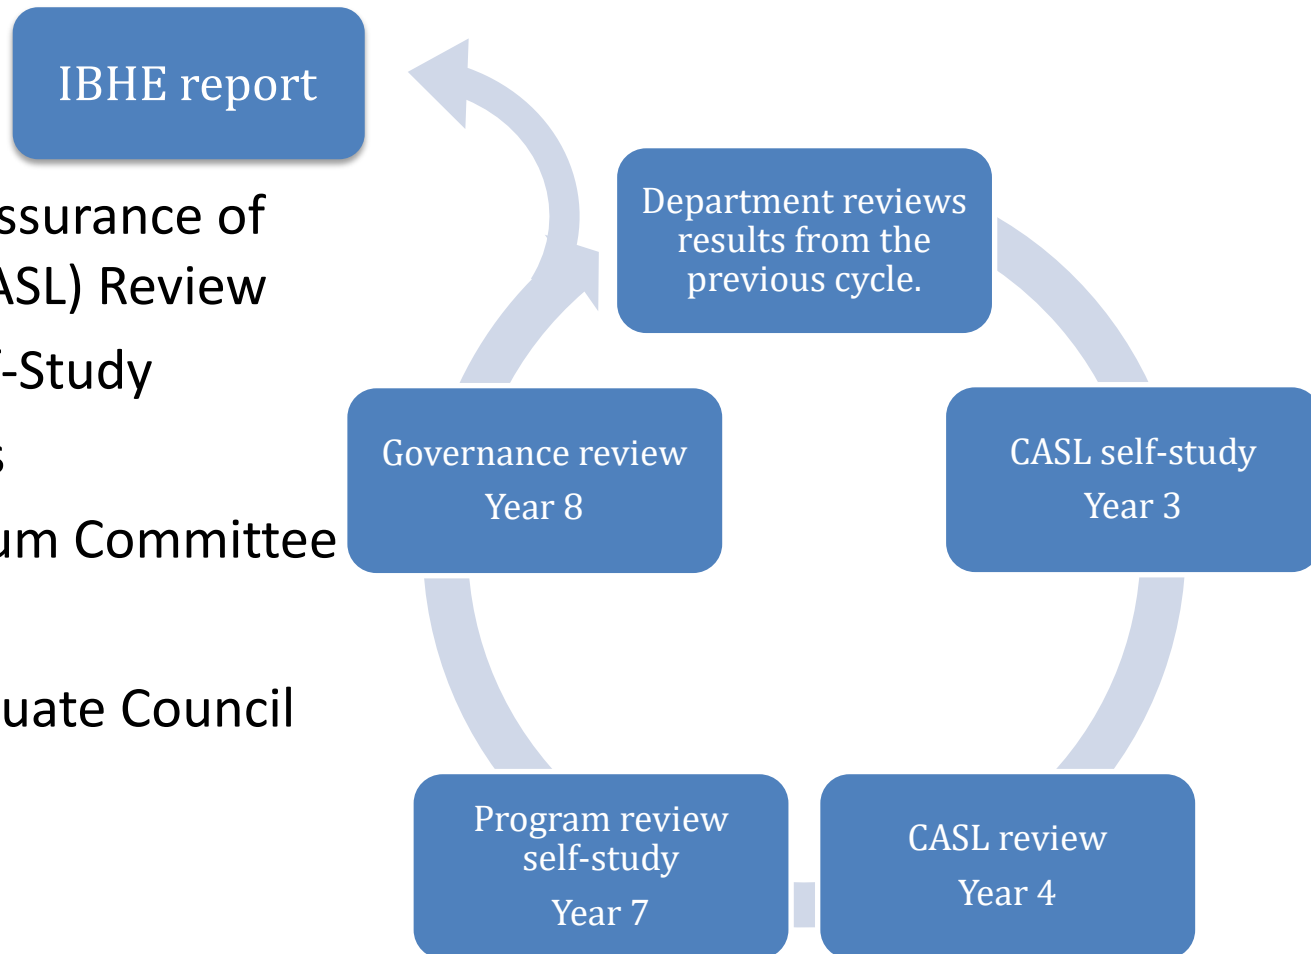 IBHE report
ssurance of
ASL) Review
-Study
s
um Committee
uate Council
Department reviews
results from the
previous cycle.
CASL self-study
Year 3
CASL review
Year 4
Program review
self-study
Year 7
Governance review
Year 8